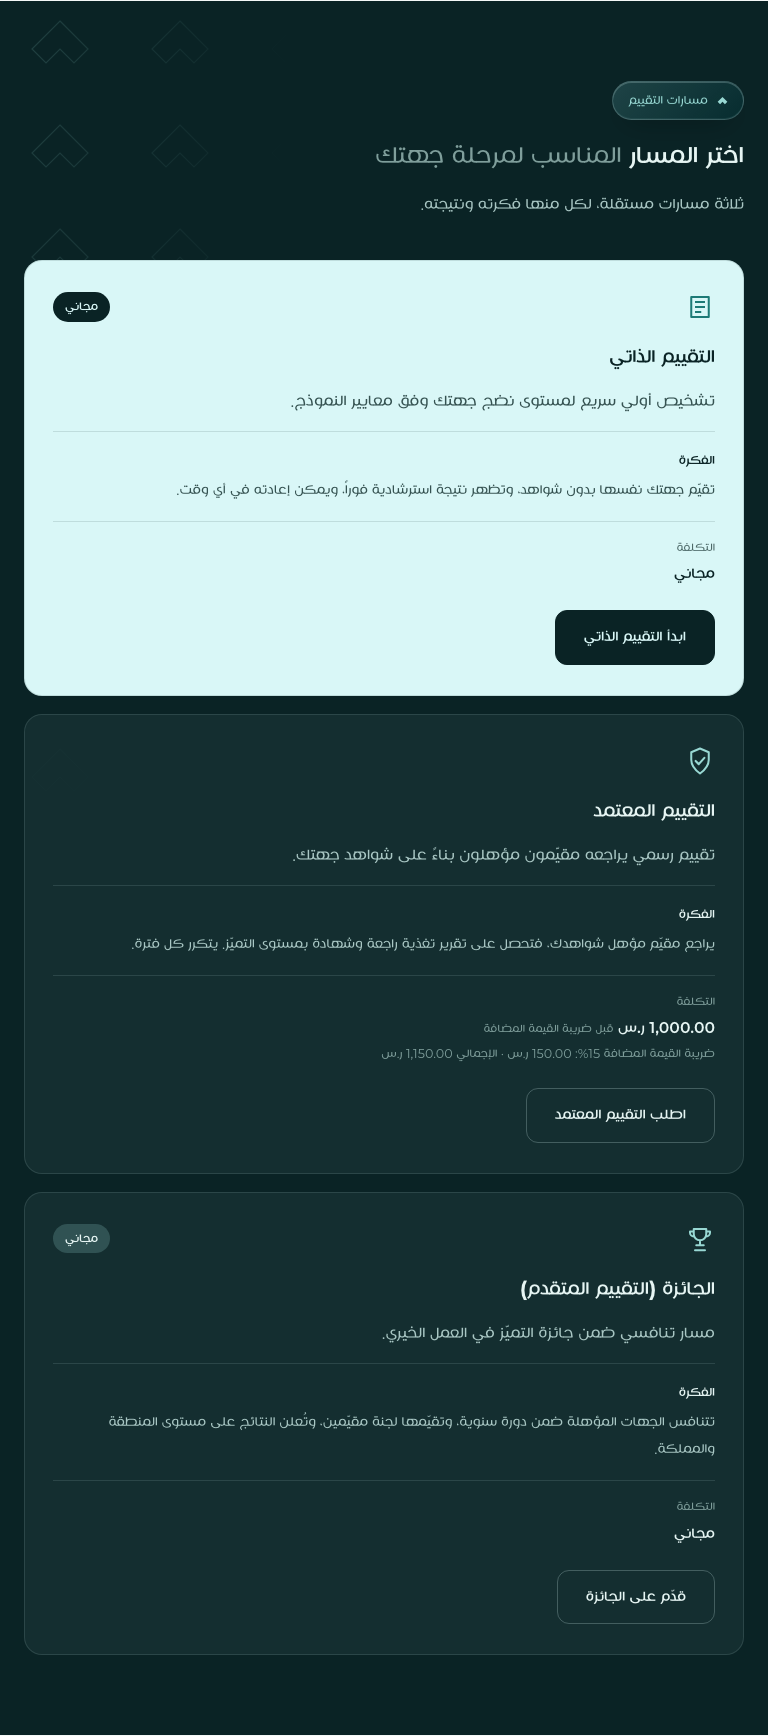 مسارات التقييم
اختر المسار المناسب لمرحلة جهتك
ثلاثة مسارات مستقلة، لكل منها فكرته ونتيجته.
مجاني
التقييم الذاتي
تشخيص أولي سريع لمستوى نضج جهتك وفق معايير النموذج.
الفكرة
تقيّم جهتك نفسها بدون شواهد، وتظهر نتيجة استرشادية فوراً، ويمكن إعادته في أي وقت.
التكلفة
مجاني
ابدأ التقييم الذاتي
التقييم المعتمد
تقييم رسمي يراجعه مقيّمون مؤهلون بناءً على شواهد جهتك.
الفكرة
يراجع مقيّم مؤهل شواهدك، فتحصل على تقرير تغذية راجعة وشهادة بمستوى التميّز. يتكرر كل فترة.
التكلفة
1,000.00 ر.س قبل ضريبة القيمة المضافة
ضريبة القيمة المضافة 15%: 150.00 ر.س · الإجمالي 1,150.00 ر.س
اطلب التقييم المعتمد
مجاني
الجائزة (التقييم المتقدم)
مسار تنافسي ضمن جائزة التميّز في العمل الخيري.
الفكرة
تتنافس الجهات المؤهلة ضمن دورة سنوية، وتقيّمها لجنة مقيّمين، وتُعلن النتائج على مستوى المنطقة
والمملكة.
التكلفة
مجاني
قدّم على الجائزة